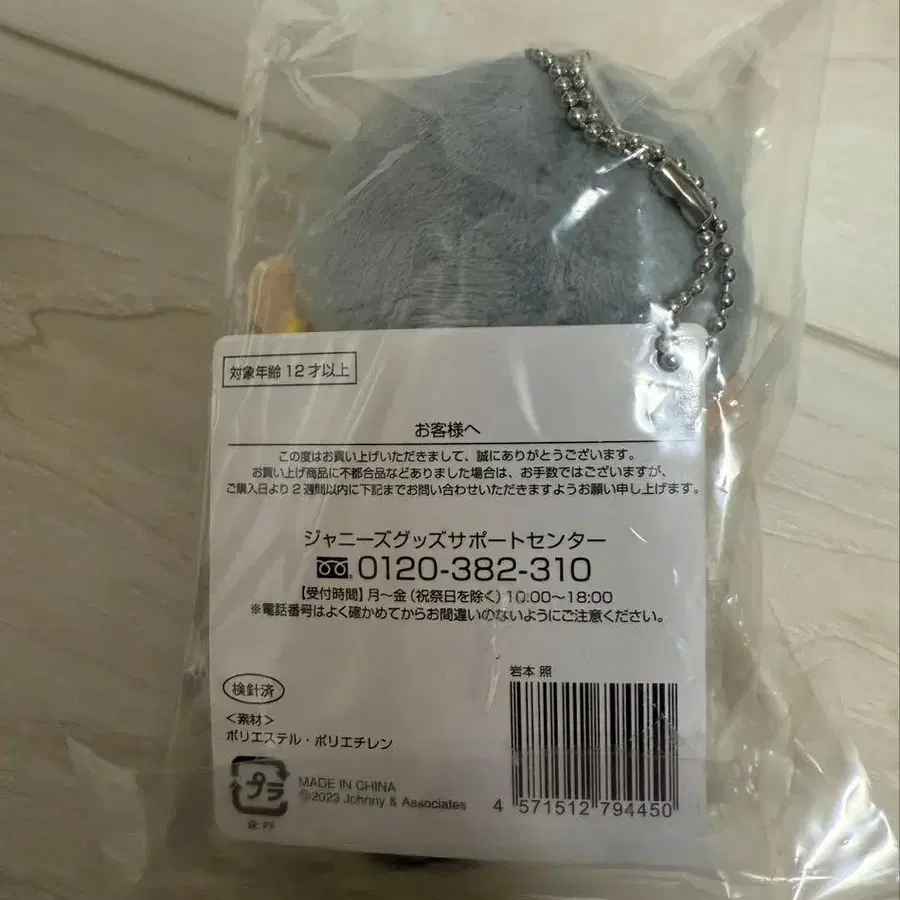 対象年齢12才以上
お客様へ
この度はお買い上げいただきまして、誠にありがとうございます。
お買い上げ商品に不都合品などありました場合は、お手数ではございますが、
ご購入日より2週間以内に下記までお問い合わせいただきますようお願い申し上げます。
ジャニーズグッズサポートセンター
0120-382-310
【受付時間】月~金(祝祭日を除く)10:00~18:00
※電話番号はよく確かめてからお間違いのないようにご注意ください。
岩本 照
検針済
<素材>
ポリエステル・ポリエチレン
プラ
MADE IN CHINA
©2023 Johnny & Associates
4 571512 794450